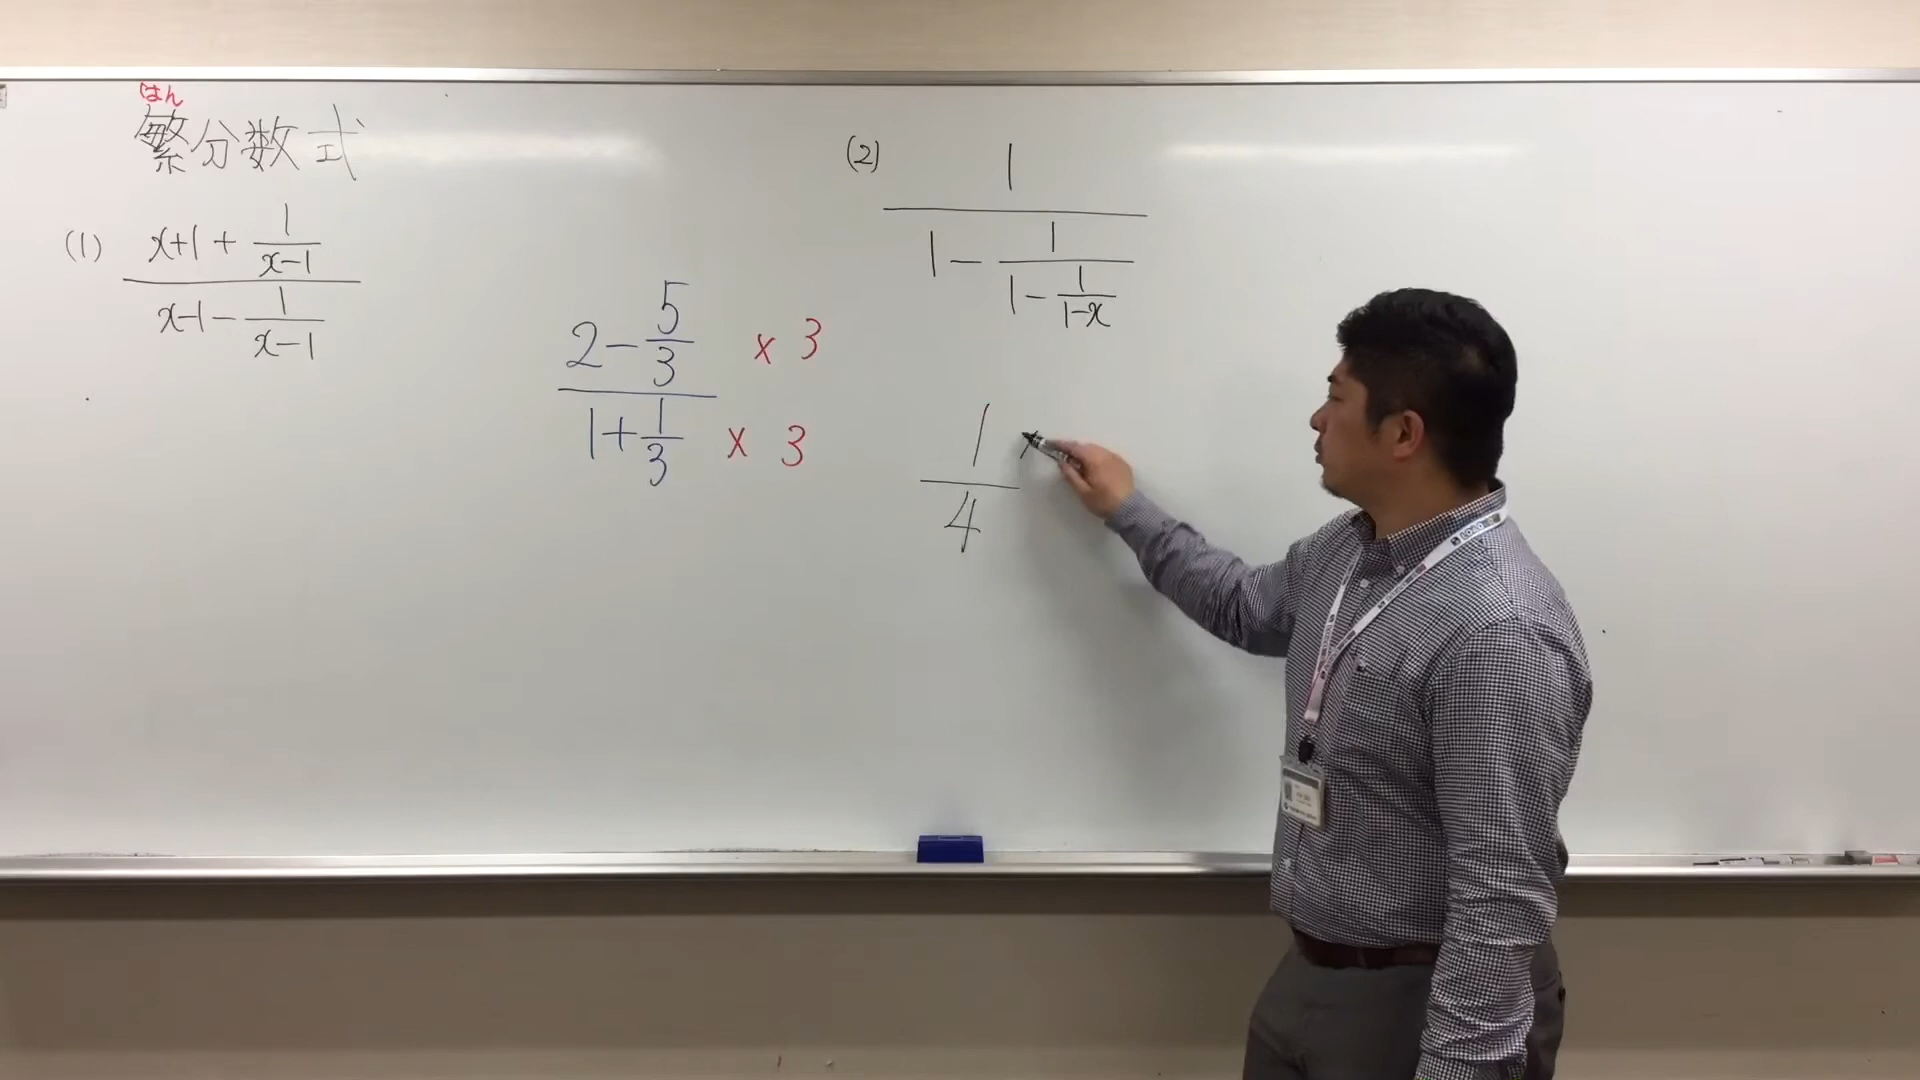 はん
繁分数式
(1) x+1 + 1
x-1
x-1 - 1
x-1
2 - 5
3 × 3
1 + 1
3 × 3
(2) 1
1 - 1
1 - 1
1-x
1 ×
4